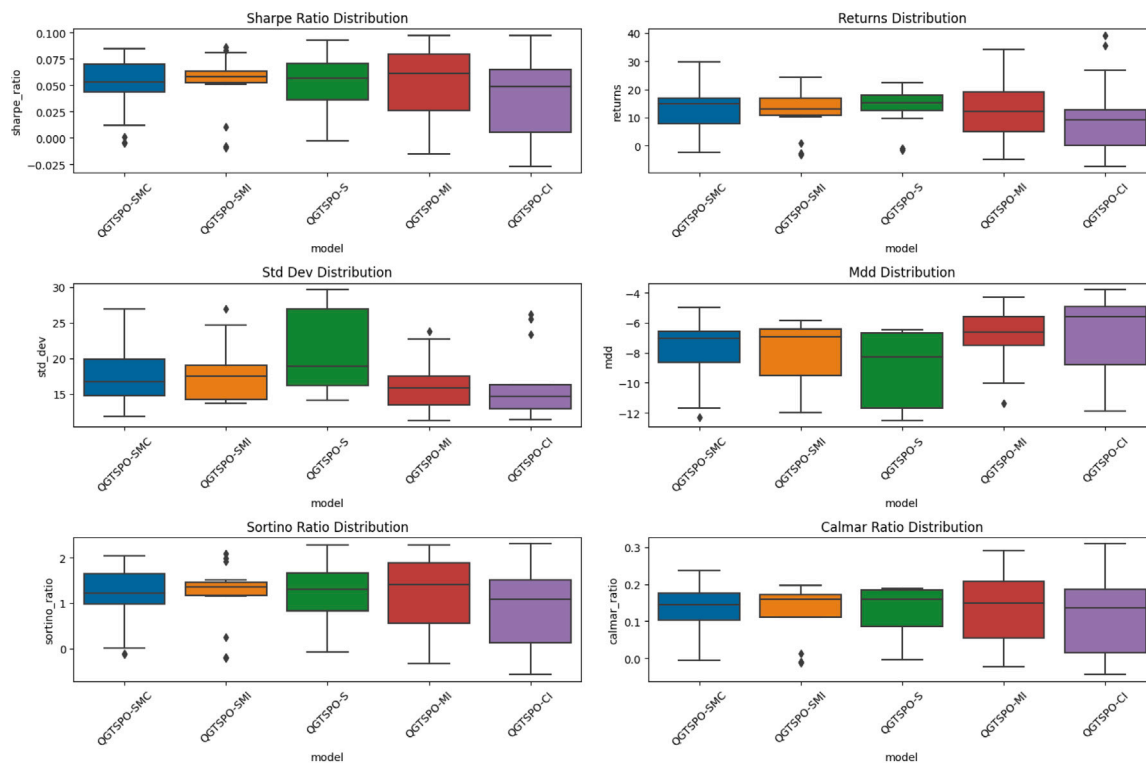 Sharpe Ratio Distribution
sharpe_ratio
0.100
0.075
0.050
0.025
0.000
−0.025
QGTSPO-SMC
QGTSPO-SMI
QGTSPO-S
QGTSPO-MI
QGTSPO-CI
model
Returns Distribution
returns
40
30
20
10
0
QGTSPO-SMC
QGTSPO-SMI
QGTSPO-S
QGTSPO-MI
QGTSPO-CI
model
Std Dev Distribution
std_dev
30
25
20
15
QGTSPO-SMC
QGTSPO-SMI
QGTSPO-S
QGTSPO-MI
QGTSPO-CI
model
Mdd Distribution
mdd
−4
−6
−8
−10
−12
QGTSPO-SMC
QGTSPO-SMI
QGTSPO-S
QGTSPO-MI
QGTSPO-CI
model
Sortino Ratio Distribution
sortino_ratio
2
1
0
QGTSPO-SMC
QGTSPO-SMI
QGTSPO-S
QGTSPO-MI
QGTSPO-CI
model
Calmar Ratio Distribution
calmar_ratio
0.3
0.2
0.1
0.0
QGTSPO-SMC
QGTSPO-SMI
QGTSPO-S
QGTSPO-MI
QGTSPO-CI
model